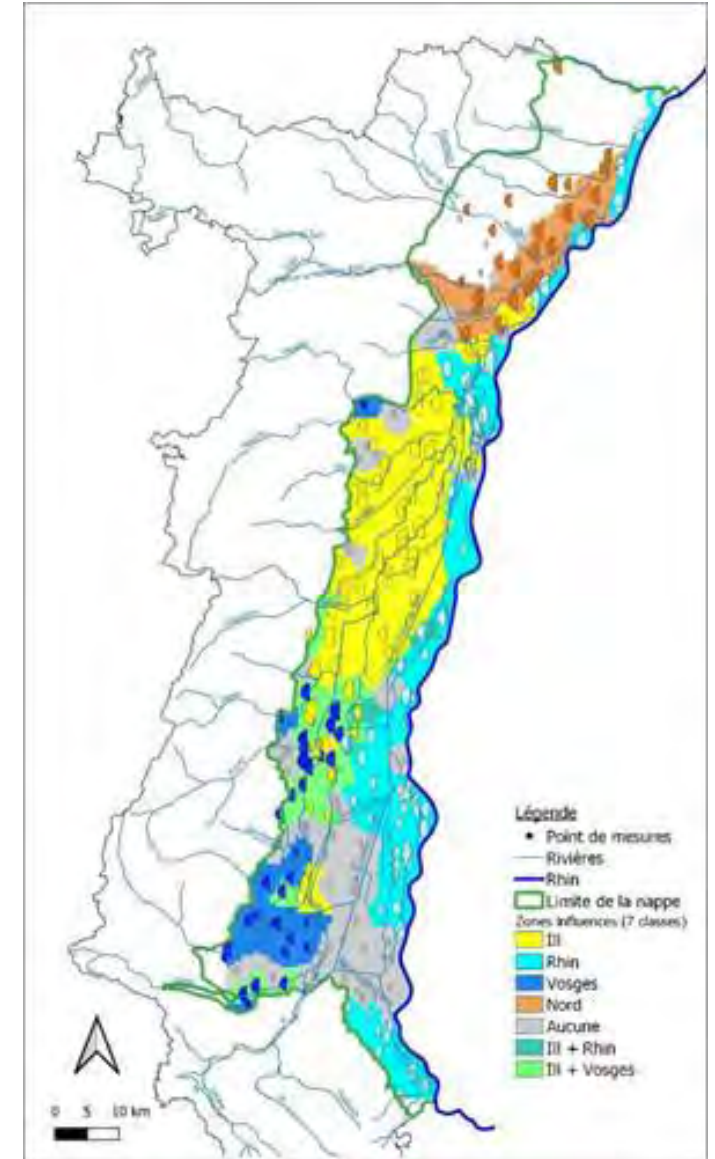 Légende
Point de mesures
Rivières
Rhin
Limite de la nappe
Zones Influences (7 classes)
Ill
Rhin
Vosges
Nord
Aucune
Ill + Rhin
Ill + Vosges
0 5 10 km